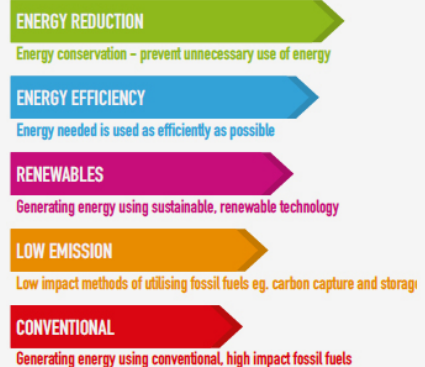 ENERGY REDUCTION
Energy conservation – prevent unnecessary use of energy
ENERGY EFFICIENCY
Energy needed is used as efficiently as possible
RENEWABLES
Generating energy using sustainable, renewable technology
LOW EMISSION
Low impact methods of utilising fossil fuels eg. carbon capture and storage
CONVENTIONAL
Generating energy using conventional, high impact fossil fuels